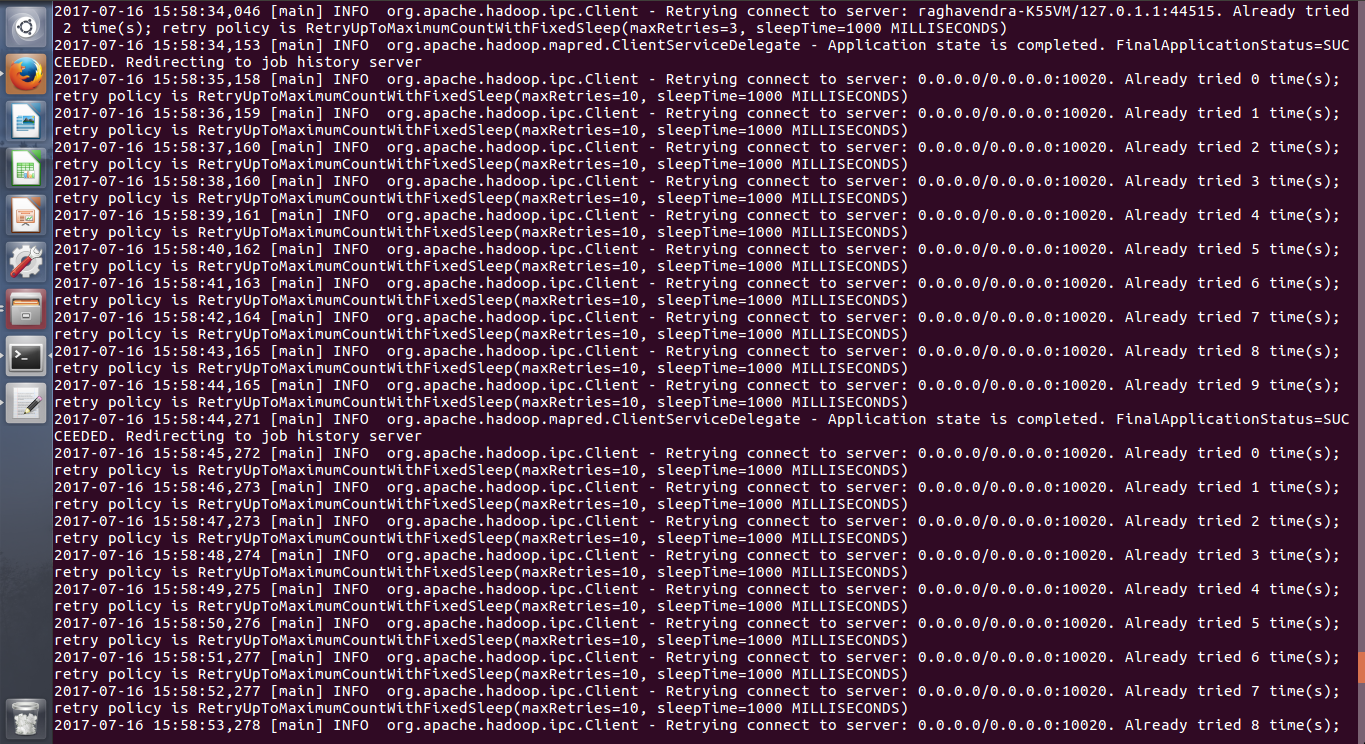 2017-07-16 15:58:34,046 [main] INFO  org.apache.hadoop.ipc.Client - Retrying connect to server: raghavendra-K55VM/127.0.1.1:44515. Already tried
 2 time(s); retry policy is RetryUpToMaximumCountWithFixedSleep(maxRetries=3, sleepTime=1000 MILLISECONDS)
2017-07-16 15:58:34,153 [main] INFO  org.apache.hadoop.mapred.ClientServiceDelegate - Application state is completed. FinalApplicationStatus=SUC
CEEDED. Redirecting to job history server
2017-07-16 15:58:35,158 [main] INFO  org.apache.hadoop.ipc.Client - Retrying connect to server: 0.0.0.0/0.0.0.0:10020. Already tried 0 time(s);
retry policy is RetryUpToMaximumCountWithFixedSleep(maxRetries=10, sleepTime=1000 MILLISECONDS)
2017-07-16 15:58:36,159 [main] INFO  org.apache.hadoop.ipc.Client - Retrying connect to server: 0.0.0.0/0.0.0.0:10020. Already tried 1 time(s);
retry policy is RetryUpToMaximumCountWithFixedSleep(maxRetries=10, sleepTime=1000 MILLISECONDS)
2017-07-16 15:58:37,160 [main] INFO  org.apache.hadoop.ipc.Client - Retrying connect to server: 0.0.0.0/0.0.0.0:10020. Already tried 2 time(s);
retry policy is RetryUpToMaximumCountWithFixedSleep(maxRetries=10, sleepTime=1000 MILLISECONDS)
2017-07-16 15:58:38,160 [main] INFO  org.apache.hadoop.ipc.Client - Retrying connect to server: 0.0.0.0/0.0.0.0:10020. Already tried 3 time(s);
retry policy is RetryUpToMaximumCountWithFixedSleep(maxRetries=10, sleepTime=1000 MILLISECONDS)
2017-07-16 15:58:39,161 [main] INFO  org.apache.hadoop.ipc.Client - Retrying connect to server: 0.0.0.0/0.0.0.0:10020. Already tried 4 time(s);
retry policy is RetryUpToMaximumCountWithFixedSleep(maxRetries=10, sleepTime=1000 MILLISECONDS)
2017-07-16 15:58:40,162 [main] INFO  org.apache.hadoop.ipc.Client - Retrying connect to server: 0.0.0.0/0.0.0.0:10020. Already tried 5 time(s);
retry policy is RetryUpToMaximumCountWithFixedSleep(maxRetries=10, sleepTime=1000 MILLISECONDS)
2017-07-16 15:58:41,163 [main] INFO  org.apache.hadoop.ipc.Client - Retrying connect to server: 0.0.0.0/0.0.0.0:10020. Already tried 6 time(s);
retry policy is RetryUpToMaximumCountWithFixedSleep(maxRetries=10, sleepTime=1000 MILLISECONDS)
2017-07-16 15:58:42,164 [main] INFO  org.apache.hadoop.ipc.Client - Retrying connect to server: 0.0.0.0/0.0.0.0:10020. Already tried 7 time(s);
retry policy is RetryUpToMaximumCountWithFixedSleep(maxRetries=10, sleepTime=1000 MILLISECONDS)
2017-07-16 15:58:43,165 [main] INFO  org.apache.hadoop.ipc.Client - Retrying connect to server: 0.0.0.0/0.0.0.0:10020. Already tried 8 time(s);
retry policy is RetryUpToMaximumCountWithFixedSleep(maxRetries=10, sleepTime=1000 MILLISECONDS)
2017-07-16 15:58:44,165 [main] INFO  org.apache.hadoop.ipc.Client - Retrying connect to server: 0.0.0.0/0.0.0.0:10020. Already tried 9 time(s);
retry policy is RetryUpToMaximumCountWithFixedSleep(maxRetries=10, sleepTime=1000 MILLISECONDS)
2017-07-16 15:58:44,271 [main] INFO  org.apache.hadoop.mapred.ClientServiceDelegate - Application state is completed. FinalApplicationStatus=SUC
CEEDED. Redirecting to job history server
2017-07-16 15:58:45,272 [main] INFO  org.apache.hadoop.ipc.Client - Retrying connect to server: 0.0.0.0/0.0.0.0:10020. Already tried 0 time(s);
retry policy is RetryUpToMaximumCountWithFixedSleep(maxRetries=10, sleepTime=1000 MILLISECONDS)
2017-07-16 15:58:46,273 [main] INFO  org.apache.hadoop.ipc.Client - Retrying connect to server: 0.0.0.0/0.0.0.0:10020. Already tried 1 time(s);
retry policy is RetryUpToMaximumCountWithFixedSleep(maxRetries=10, sleepTime=1000 MILLISECONDS)
2017-07-16 15:58:47,273 [main] INFO  org.apache.hadoop.ipc.Client - Retrying connect to server: 0.0.0.0/0.0.0.0:10020. Already tried 2 time(s);
retry policy is RetryUpToMaximumCountWithFixedSleep(maxRetries=10, sleepTime=1000 MILLISECONDS)
2017-07-16 15:58:48,274 [main] INFO  org.apache.hadoop.ipc.Client - Retrying connect to server: 0.0.0.0/0.0.0.0:10020. Already tried 3 time(s);
retry policy is RetryUpToMaximumCountWithFixedSleep(maxRetries=10, sleepTime=1000 MILLISECONDS)
2017-07-16 15:58:49,275 [main] INFO  org.apache.hadoop.ipc.Client - Retrying connect to server: 0.0.0.0/0.0.0.0:10020. Already tried 4 time(s);
retry policy is RetryUpToMaximumCountWithFixedSleep(maxRetries=10, sleepTime=1000 MILLISECONDS)
2017-07-16 15:58:50,276 [main] INFO  org.apache.hadoop.ipc.Client - Retrying connect to server: 0.0.0.0/0.0.0.0:10020. Already tried 5 time(s);
retry policy is RetryUpToMaximumCountWithFixedSleep(maxRetries=10, sleepTime=1000 MILLISECONDS)
2017-07-16 15:58:51,277 [main] INFO  org.apache.hadoop.ipc.Client - Retrying connect to server: 0.0.0.0/0.0.0.0:10020. Already tried 6 time(s);
retry policy is RetryUpToMaximumCountWithFixedSleep(maxRetries=10, sleepTime=1000 MILLISECONDS)
2017-07-16 15:58:52,277 [main] INFO  org.apache.hadoop.ipc.Client - Retrying connect to server: 0.0.0.0/0.0.0.0:10020. Already tried 7 time(s);
retry policy is RetryUpToMaximumCountWithFixedSleep(maxRetries=10, sleepTime=1000 MILLISECONDS)
2017-07-16 15:58:53,278 [main] INFO  org.apache.hadoop.ipc.Client - Retrying connect to server: 0.0.0.0/0.0.0.0:10020. Already tried 8 time(s);